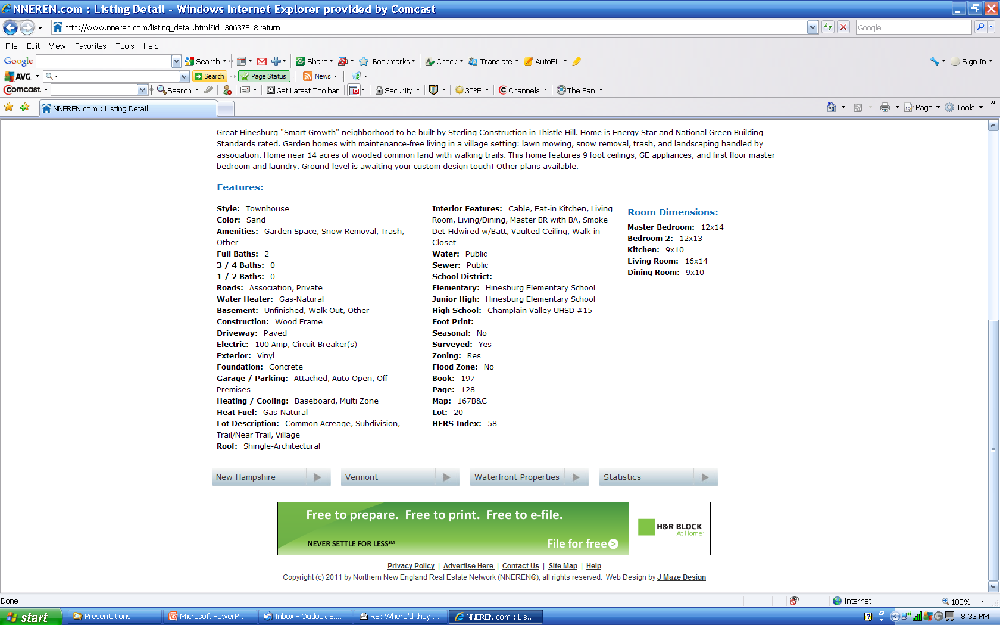 NNEREN.com : Listing Detail - Windows Internet Explorer provided by Comcast
http://www.nneren.com/listing_detail.html?id=3063781&return=1
Google
File Edit View Favorites Tools Help
Google Search Share Bookmarks Check Translate AutoFill Sign In
AVG Search Page Status News
Comcast Search Get Latest Toolbar Security 30°F Channels The Fan
NNEREN.com : Listing Detail Page Tools
Great Hinesburg "Smart Growth" neighborhood to be built by Sterling Construction in Thistle Hill. Home is Energy Star and National Green Building
Standards rated. Garden homes with maintenance-free living in a village setting: lawn mowing, snow removal, trash, and landscaping handled by
association. Home near 14 acres of wooded common land with walking trails. This home features 9 foot ceilings, GE appliances, and first floor master
bedroom and laundry. Ground-level is awaiting your custom design touch! Other plans available.
Features:
Style: Townhouse
Color: Sand
Amenities: Garden Space, Snow Removal, Trash,
Other
Full Baths: 2
3 / 4 Baths: 0
1 / 2 Baths: 0
Roads: Association, Private
Water Heater: Gas-Natural
Basement: Unfinished, Walk Out, Other
Construction: Wood Frame
Driveway: Paved
Electric: 100 Amp, Circuit Breaker(s)
Exterior: Vinyl
Foundation: Concrete
Garage / Parking: Attached, Auto Open, Off
Premises
Heating / Cooling: Baseboard, Multi Zone
Heat Fuel: Gas-Natural
Lot Description: Common Acreage, Subdivision,
Trail/Near Trail, Village
Roof: Shingle-Architectural
Interior Features: Cable, Eat-in Kitchen, Living
Room, Living/Dining, Master BR with BA, Smoke
Det-Hdwired w/Batt, Vaulted Ceiling, Walk-in
Closet
Water: Public
Sewer: Public
School District:
Elementary: Hinesburg Elementary School
Junior High: Hinesburg Elementary School
High School: Champlain Valley UHSD #15
Foot Print:
Seasonal: No
Surveyed: Yes
Zoning: Res
Flood Zone: No
Book: 197
Page: 128
Map: 167B&C
Lot: 20
HERS Index: 58
Room Dimensions:
Master Bedroom: 12x14
Bedroom 2: 12x13
Kitchen: 9x10
Living Room: 16x14
Dining Room: 9x10
New Hampshire Vermont Waterfront Properties Statistics
Free to prepare. Free to print. Free to e-file.
NEVER SETTLE FOR LESS℠ File for free
H&R BLOCK
At Home
Privacy Policy | Advertise Here | Contact Us | Site Map | Help
Copyright (c) 2011 by Northern New England Real Estate Network (NNEREN®), all rights reserved. Web Design by J Maze Design
Done Internet 100%
start Presentations Microsoft PowerP... Inbox - Outlook Ex... RE: Where'd they ... NNEREN.com : Lis... 8:33 PM